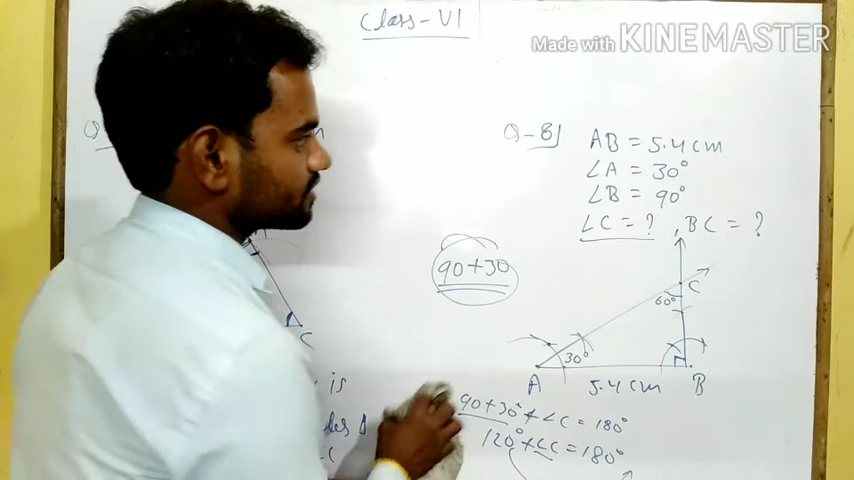 Class-VI
Made with KINEMASTER
Q-8]
AB = 5.4 cm
∠A = 30°
∠B = 90°
∠C = ? , BC = ?
90+30
C
60°
30°
A
5.4 cm
B
C
is
90+30°+∠C = 180°
120°+∠C = 180°